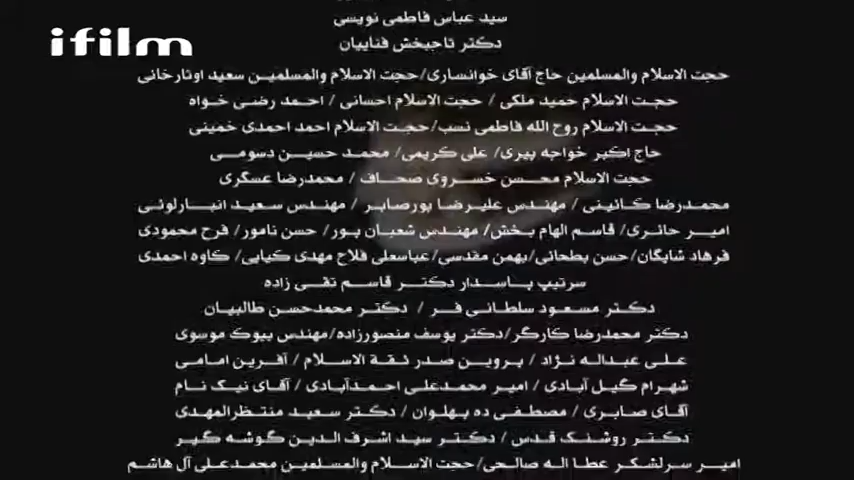 ifilm
سید عباس فاطمی نویسی
دکتر تاجبخش فناییان
حجت الاسلام والمسلمین حاج آقای خوانساری/حجت الاسلام والمسلمین سعید اوتارخانی
حجت الاسلام حمید ملکی / حجت الاسلام احسانی / احمد رضی خواه
حجت الاسلام روح الله فاطمی نسب/حجت الاسلام احمد احمدی خمینی
حاج اکبر خواجه پیری/ علی کریمی/ محمد حسین دسومی
حجت الاسلام محسن خسروی صحاف / محمدرضا عسگری
محمدرضا کائینی / مهندس علیرضا پورصابر / مهندس سعید انبارلوئی
امیر حائری/ قاسم الهام بخش/ مهندس شعبان پور/ حسن نامور/ فرح محمودی
فرهاد شایگان/ حسن بطحائی/بهمن مقدسی/عباسعلی فلاح مهدی کیایی/ کاوه احمدی
سرتیپ پاسدار دکتر قاسم تقی زاده
دکتر مسعود سلطانی فر / دکتر محمدحسن طالبیان
دکتر محمدرضا کارگر/دکتر یوسف منصورزاده/مهندس بیوک موسوی
علی عبداله نژاد / پروین صدر ثقة الاسلام / آفرین امامی
شهرام گیل آبادی / امیر محمدعلی احمدآبادی / آقای نیک نام
آقای صابری / مصطفی ده پهلوان / دکتر سعید منتظرالمهدی
دکتر روشنک قدس / دکتر سید اشرف الدین گوشه گیر
امیر سرلشکر عطا اله صالحی/حجت الاسلام والمسلمین محمدعلی آل هاشم